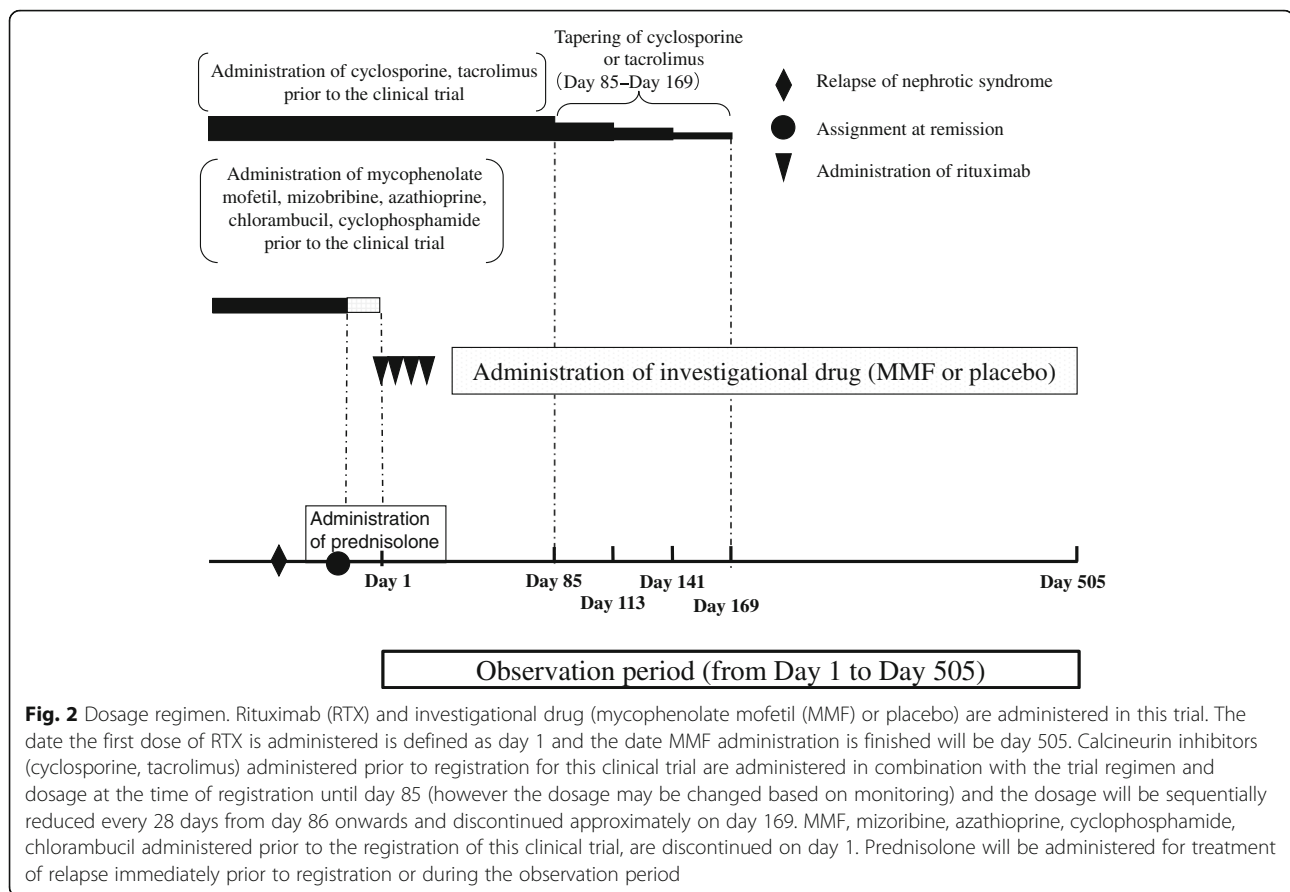 Tapering of cyclosporine
or tacrolimus
(Day 85–Day 169)
Administration of cyclosporine, tacrolimus
prior to the clinical trial
Relapse of nephrotic syndrome
Assignment at remission
Administration of rituximab
Administration of mycophenolate
mofetil, mizobribine, azathioprine,
chlorambucil, cyclophosphamide
prior to the clinical trial
Administration of investigational drug (MMF or placebo)
Administration
of prednisolone
Day 1
Day 85
Day 113
Day 141
Day 169
Day 505
Observation period (from Day 1 to Day 505)
Fig. 2 Dosage regimen. Rituximab (RTX) and investigational drug (mycophenolate mofetil (MMF) or placebo) are administered in this trial. The
date the first dose of RTX is administered is defined as day 1 and the date MMF administration is finished will be day 505. Calcineurin inhibitors
(cyclosporine, tacrolimus) administered prior to registration for this clinical trial are administered in combination with the trial regimen and
dosage at the time of registration until day 85 (however the dosage may be changed based on monitoring) and the dosage will be sequentially
reduced every 28 days from day 86 onwards and discontinued approximately on day 169. MMF, mizoribine, azathioprine, cyclophosphamide,
chlorambucil administered prior to the registration of this clinical trial, are discontinued on day 1. Prednisolone will be administered for treatment
of relapse immediately prior to registration or during the observation period